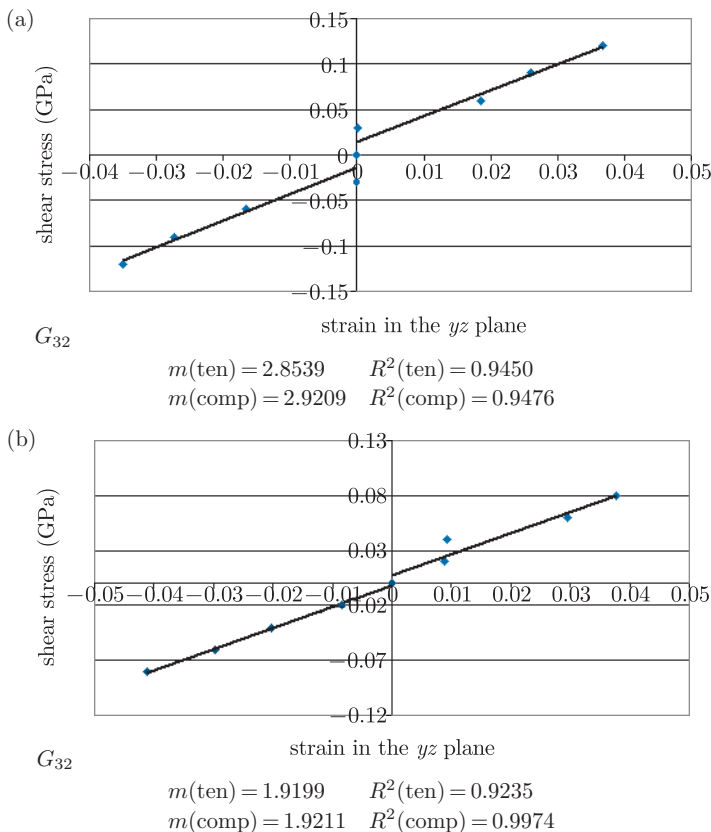 (a)
shear stress (GPa)
0.15
0.1
0.05
0
−0.04 −0.03 −0.02 −0.01 0 0.01 0.02 0.03 0.04 0.05
−0.05
−0.1
−0.15
strain in the yz plane
G32
m(ten) = 2.8539 R2(ten) = 0.9450
m(comp) = 2.9209 R2(comp) = 0.9476
(b)
shear stress (GPa)
0.13
0.08
0.03
−0.05 −0.04 −0.03 −0.02 −0.01 0 0.01 0.02 0.03 0.04 0.05
−0.02
−0.07
−0.12
strain in the yz plane
G32
m(ten) = 1.9199 R2(ten) = 0.9235
m(comp) = 1.9211 R2(comp) = 0.9974